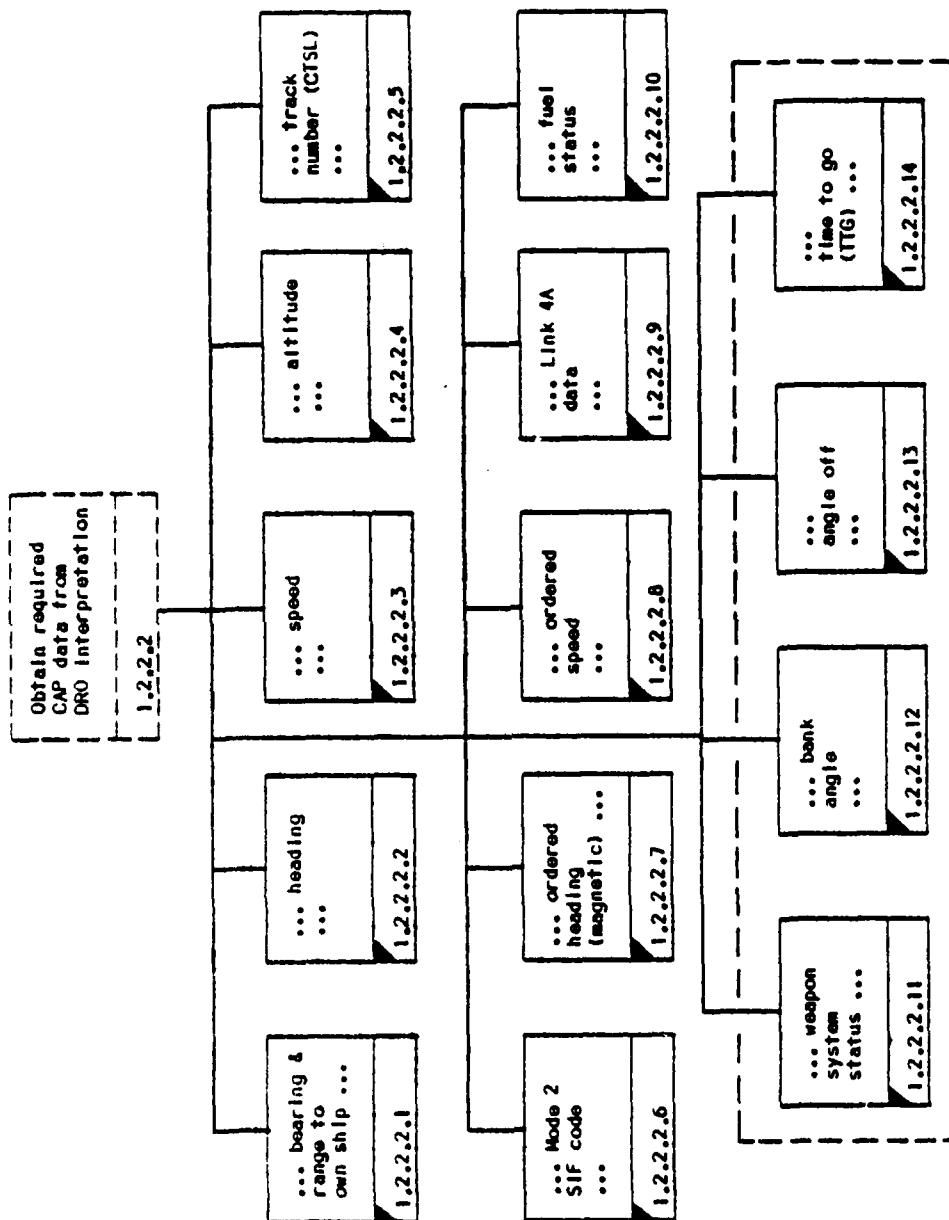 Obtain required
CAP data from
DRO interpretation
1.2.2.2
... bearing &
range to
own ship ...
1.2.2.2.1
... heading
...
1.2.2.2.2
... speed
...
1.2.2.2.3
... altitude
...
1.2.2.2.4
... track
number (CTSL)
...
1.2.2.2.5
... Mode 2
SIF code
...
1.2.2.2.6
... ordered
heading
(magnetic) ...
1.2.2.2.7
... ordered
speed
...
1.2.2.2.8
... Link 4A
data
...
1.2.2.2.9
... fuel
status
...
1.2.2.2.10
... weapon
system
status ...
1.2.2.2.11
... bank
angle
...
1.2.2.2.12
...
angle off
...
1.2.2.2.13
...
time to go
(TTG) ...
1.2.2.2.14